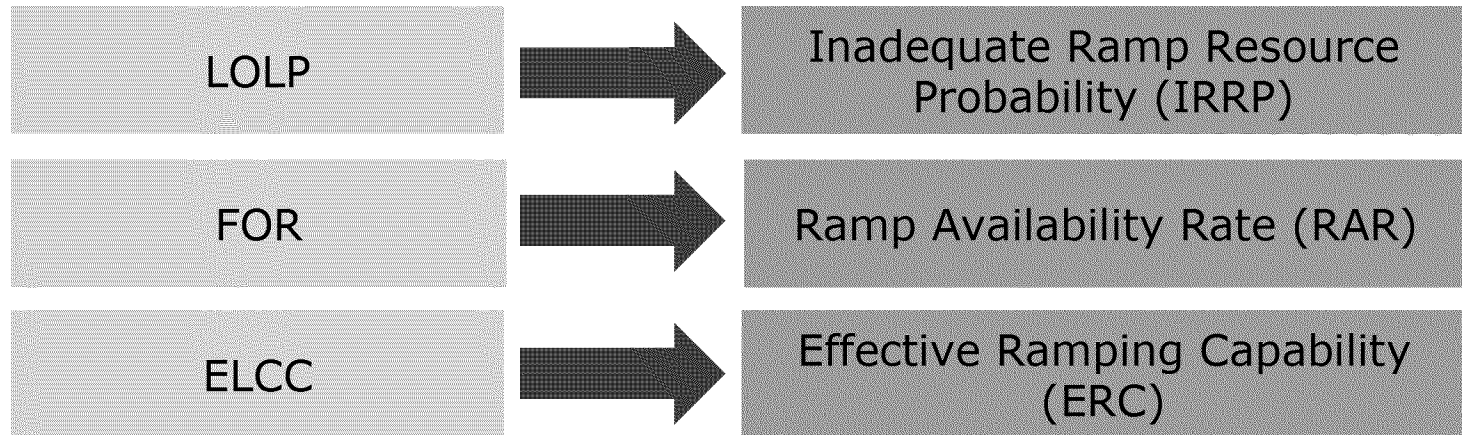 LOLP
Inadequate Ramp Resource
Probability (IRRP)
FOR
Ramp Availability Rate (RAR)
ELCC
Effective Ramping Capability
(ERC)